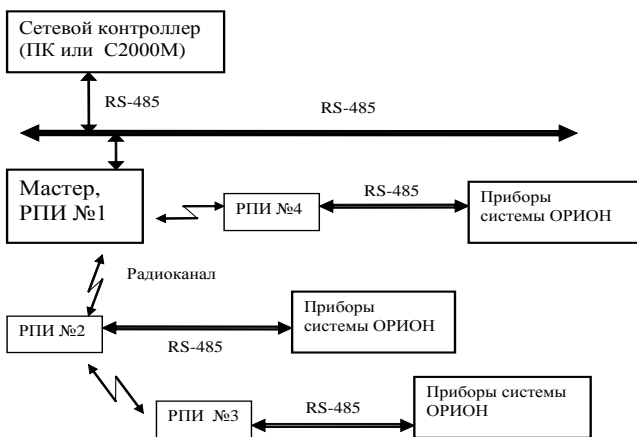 Сетевой контроллер
(ПК или С2000М)
RS-485
RS-485
Мастер,
РПИ №1
РПИ №4
RS-485
Приборы
системы ОРИОН
Радиоканал
РПИ №2
RS-485
Приборы
системы ОРИОН
РПИ №3
RS-485
Приборы системы
ОРИОН